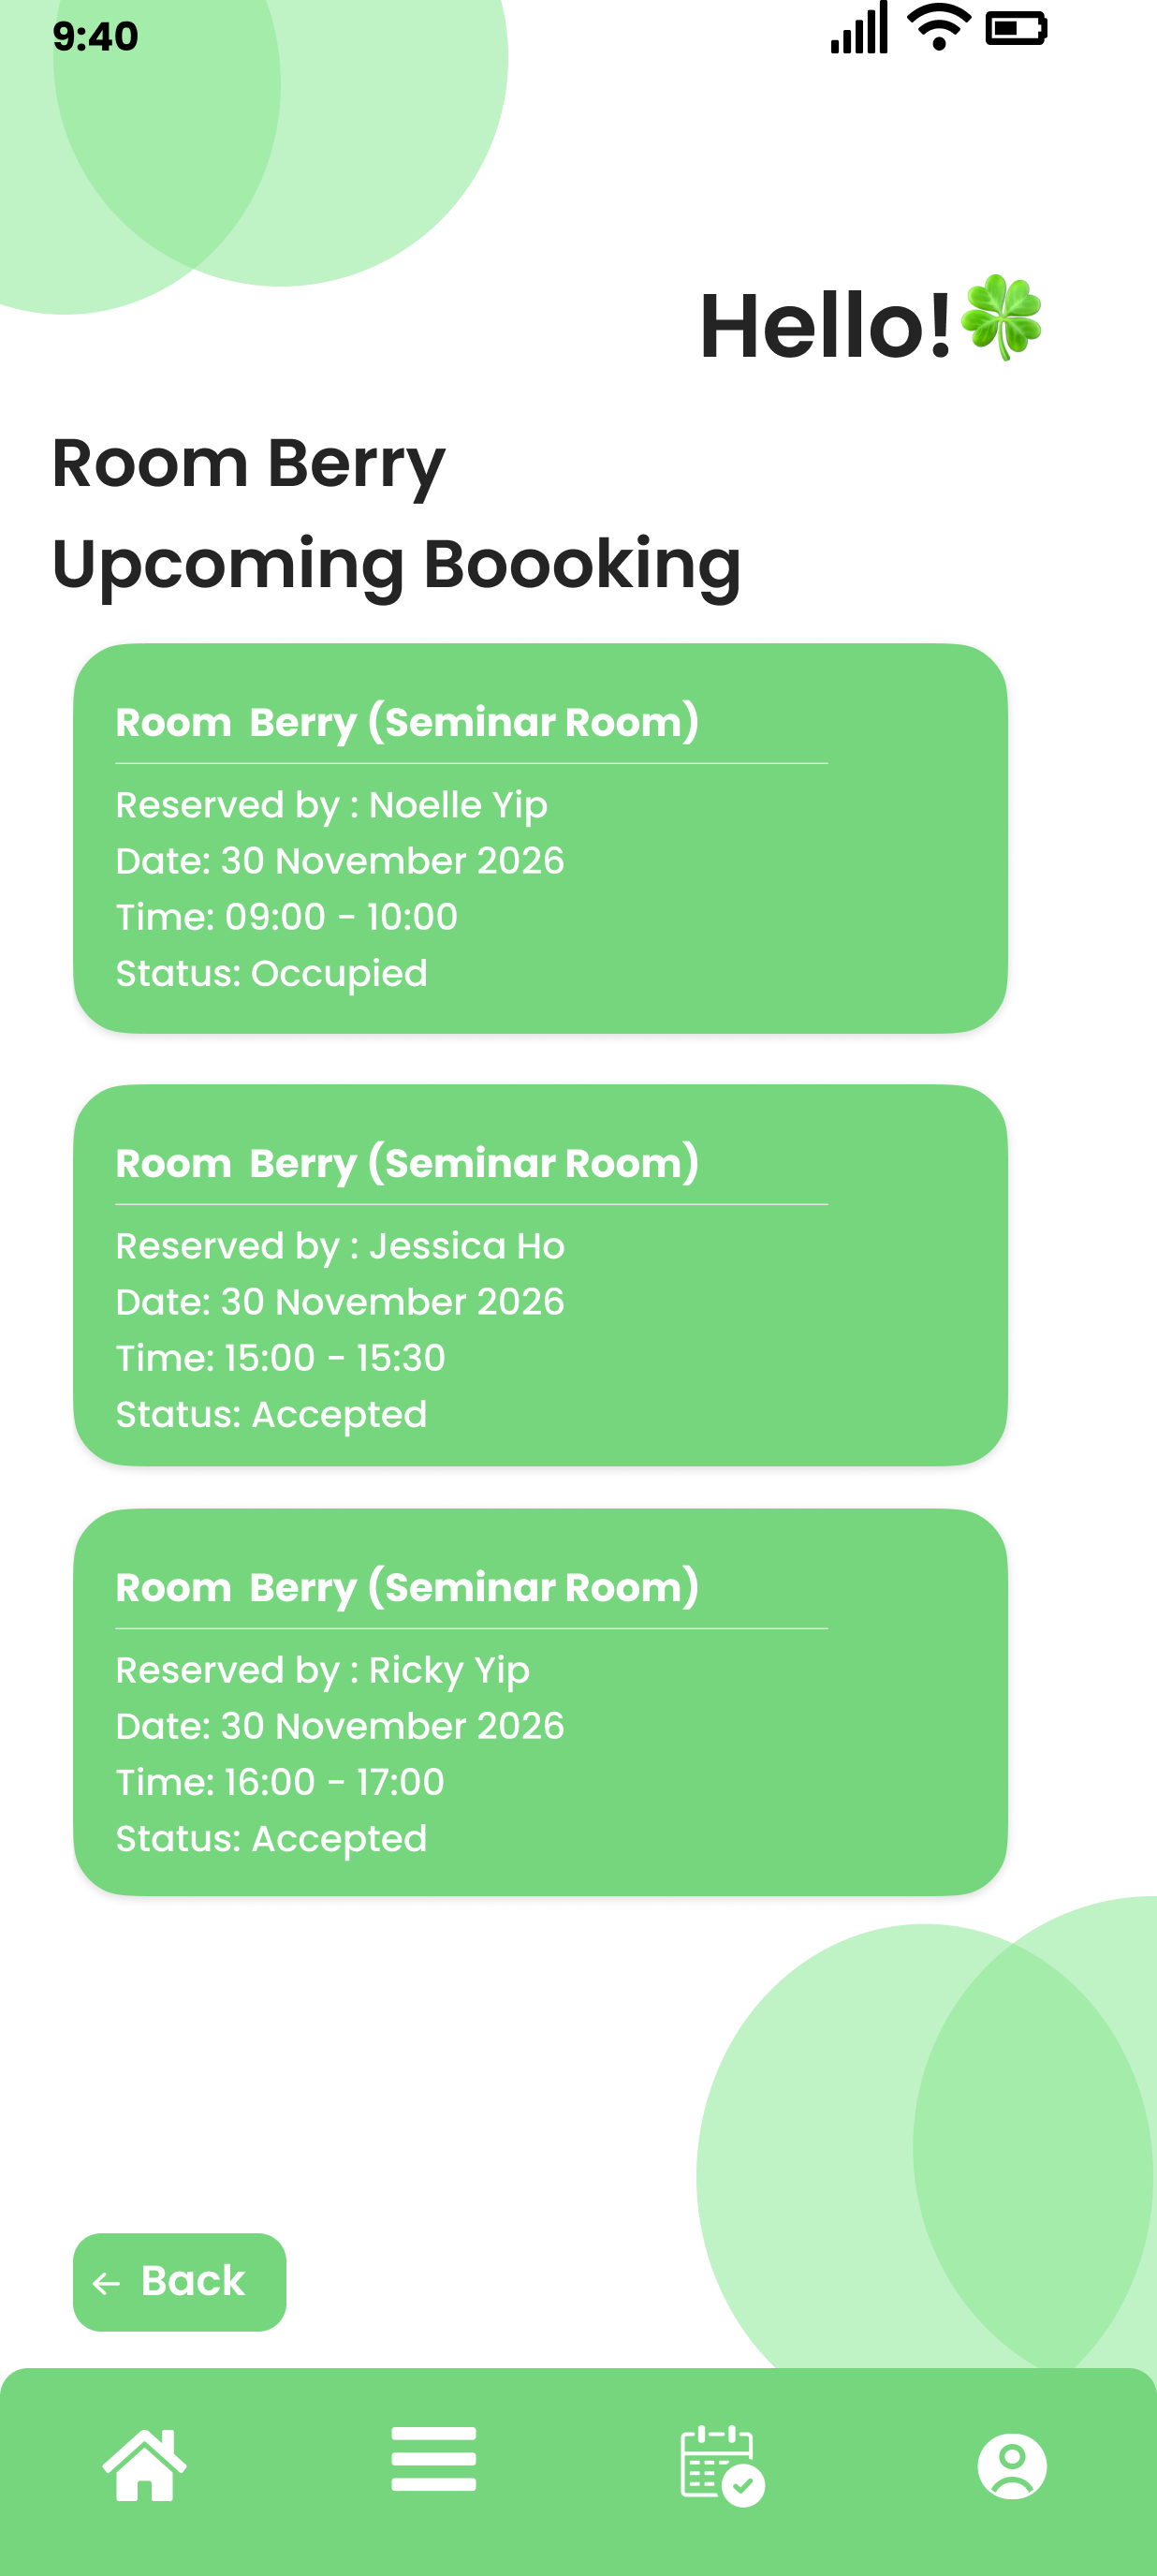 9:40
Hello!🍀
Room Berry
Upcoming Boooking
Room  Berry (Seminar Room)
Reserved by : Noelle Yip
Date: 30 November 2026
Time: 09:00 - 10:00
Status: Occupied
Room  Berry (Seminar Room)
Reserved by : Jessica Ho
Date: 30 November 2026
Time: 15:00 - 15:30
Status: Accepted
Room  Berry (Seminar Room)
Reserved by : Ricky Yip
Date: 30 November 2026
Time: 16:00 - 17:00
Status: Accepted
← Back